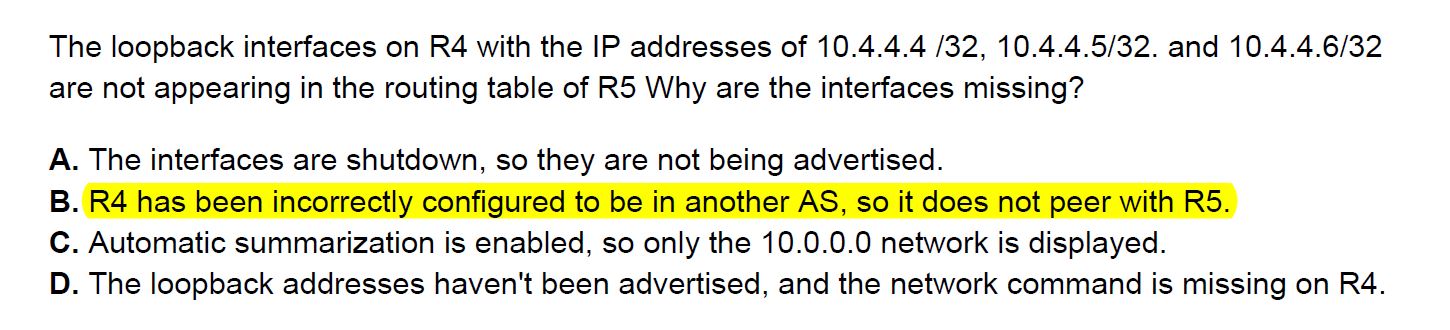 The loopback interfaces on R4 with the IP addresses of 10.4.4.4 /32, 10.4.4.5/32. and 10.4.4.6/32
are not appearing in the routing table of R5 Why are the interfaces missing?
A. The interfaces are shutdown, so they are not being advertised.
B. R4 has been incorrectly configured to be in another AS, so it does not peer with R5.
C. Automatic summarization is enabled, so only the 10.0.0.0 network is displayed.
D. The loopback addresses haven't been advertised, and the network command is missing on R4.